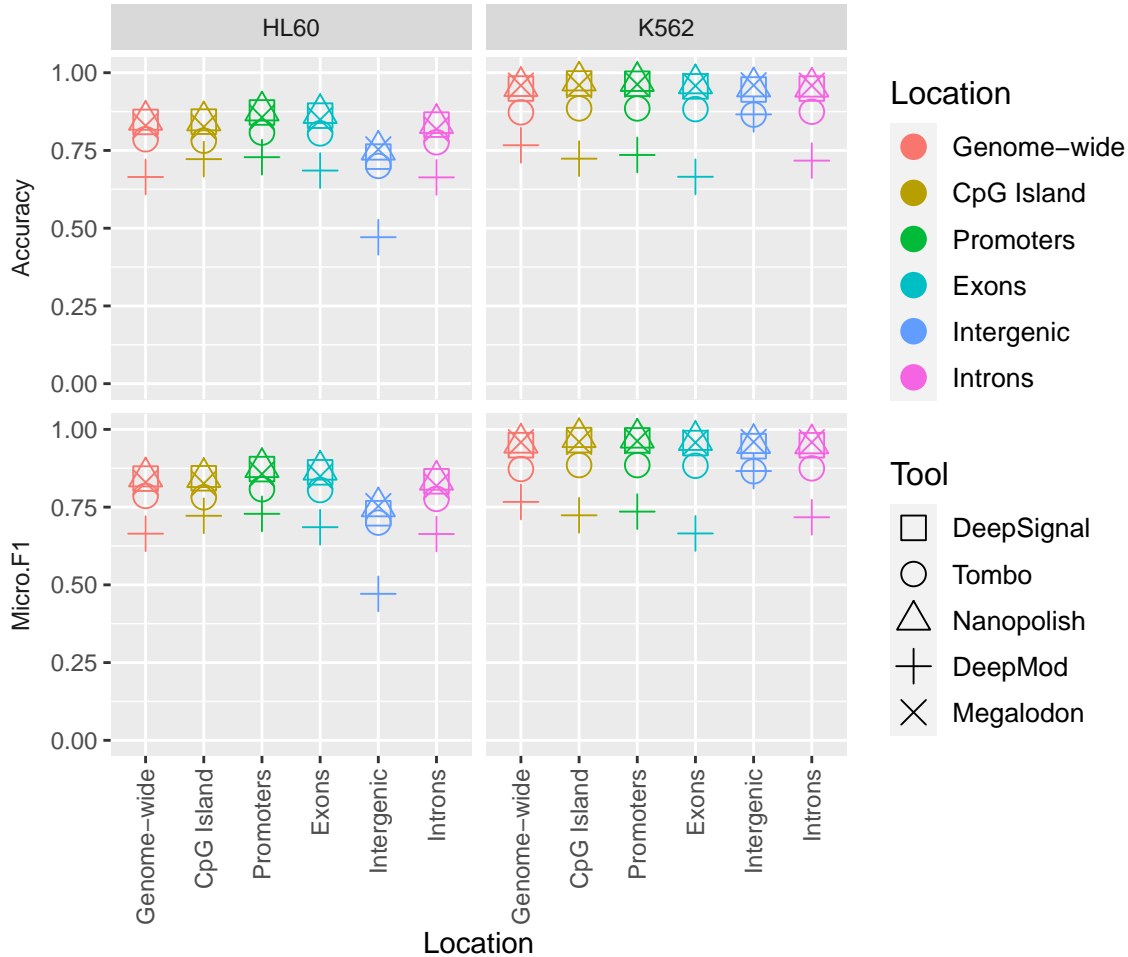 HL60
K562
Accuracy
1.00
0.75
0.50
0.25
0.00
Micro.F1
1.00
0.75
0.50
0.25
0.00
Genome−wide
CpG Island
Promoters
Exons
Intergenic
Introns
Genome−wide
CpG Island
Promoters
Exons
Intergenic
Introns
Location
Location
Genome−wide
CpG Island
Promoters
Exons
Intergenic
Introns
Tool
DeepSignal
Tombo
Nanopolish
DeepMod
Megalodon